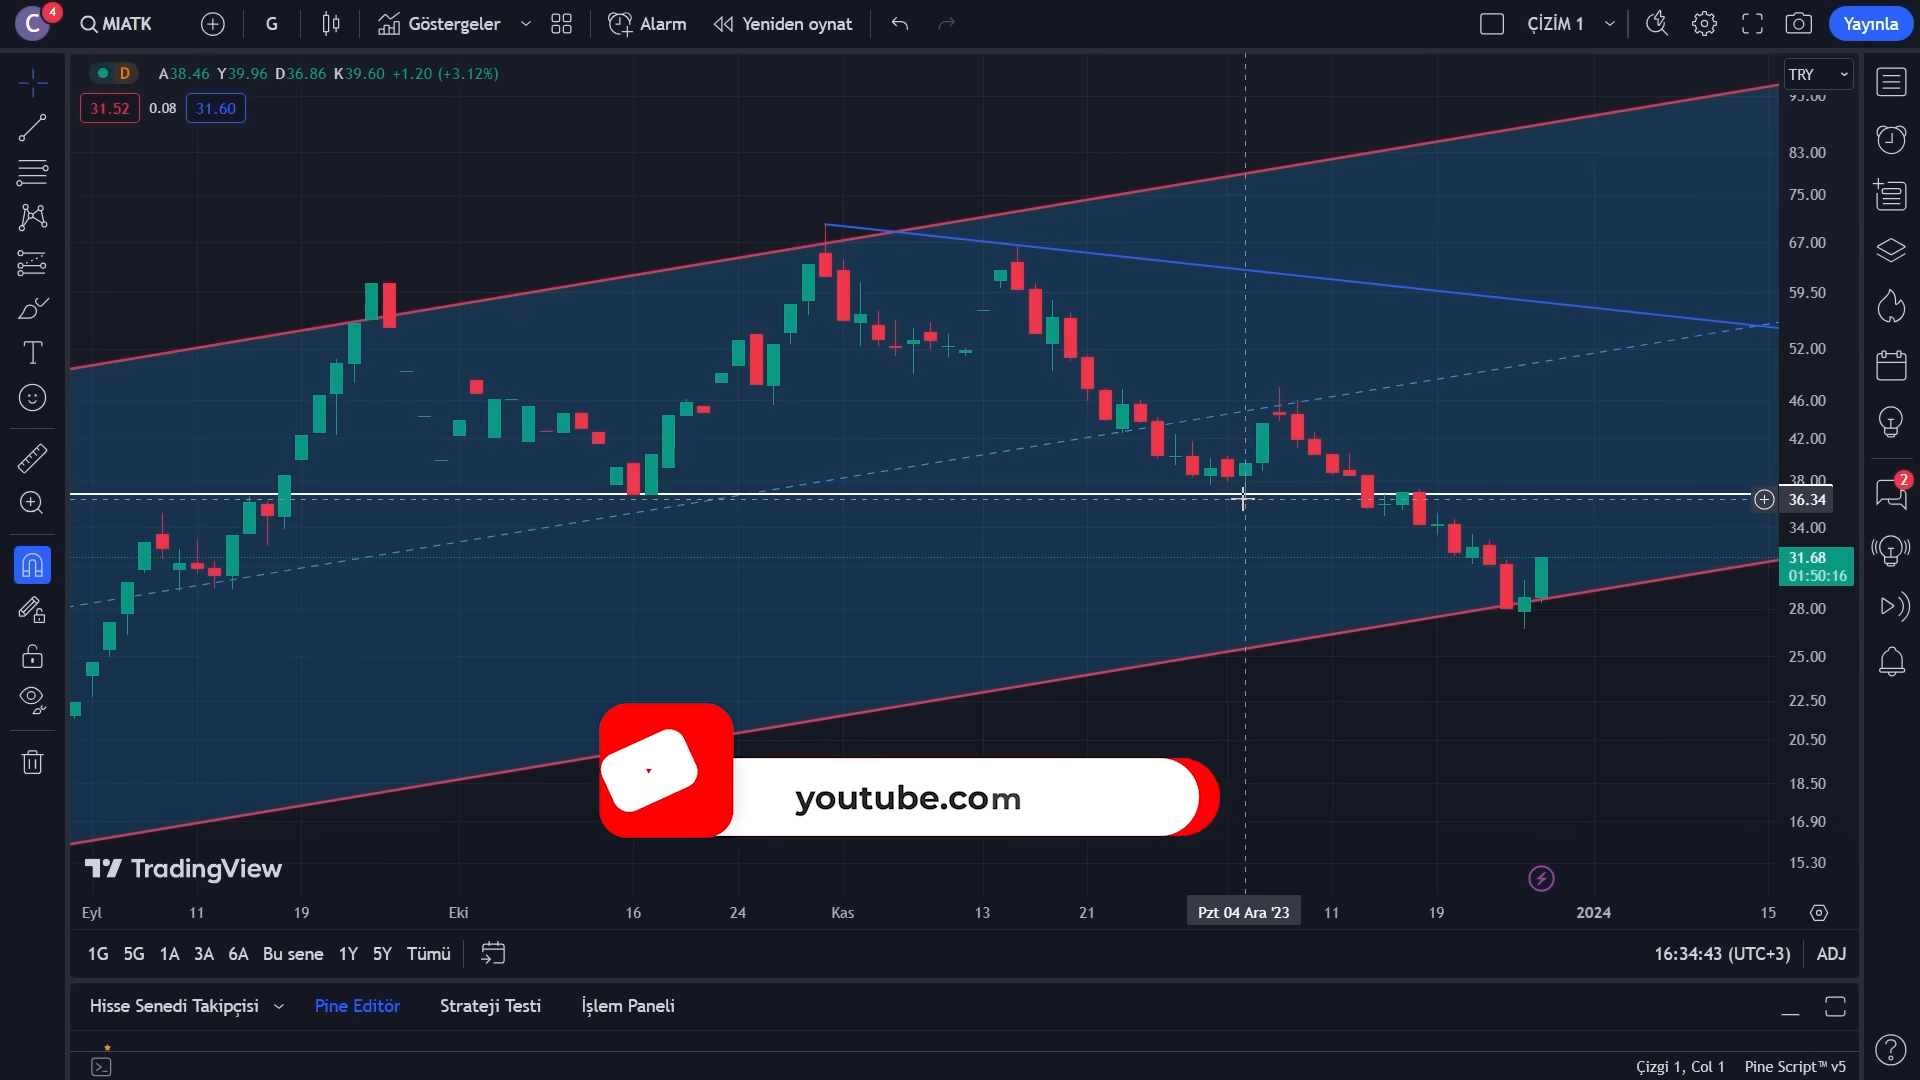 C 4 MIATK G Göstergeler Alarm Yeniden oynat ÇİZİM 1 Yayınla
D A38.46 Y39.96 D36.86 K39.60 +1.20 (+3.12%)
31.52 0.08 31.60
TRY
95.00
83.00
75.00
67.00
59.50
52.00
46.00
42.00
38.00
36.34
34.00
31.68
01:50:16
28.00
25.00
22.50
20.50
18.50
16.90
15.30
2
youtube.com
TradingView
Eyl 11 19 Eki 16 24 Kas 13 21 Pzt 04 Ara '23 11 19 2024 15
1G 5G 1A 3A 6A Bu sene 1Y 5Y Tümü 16:34:43 (UTC+3) ADJ
Hisse Senedi Takipçisi Pine Editör Strateji Testi İşlem Paneli
Çizgi 1, Col 1 Pine Script™ v5